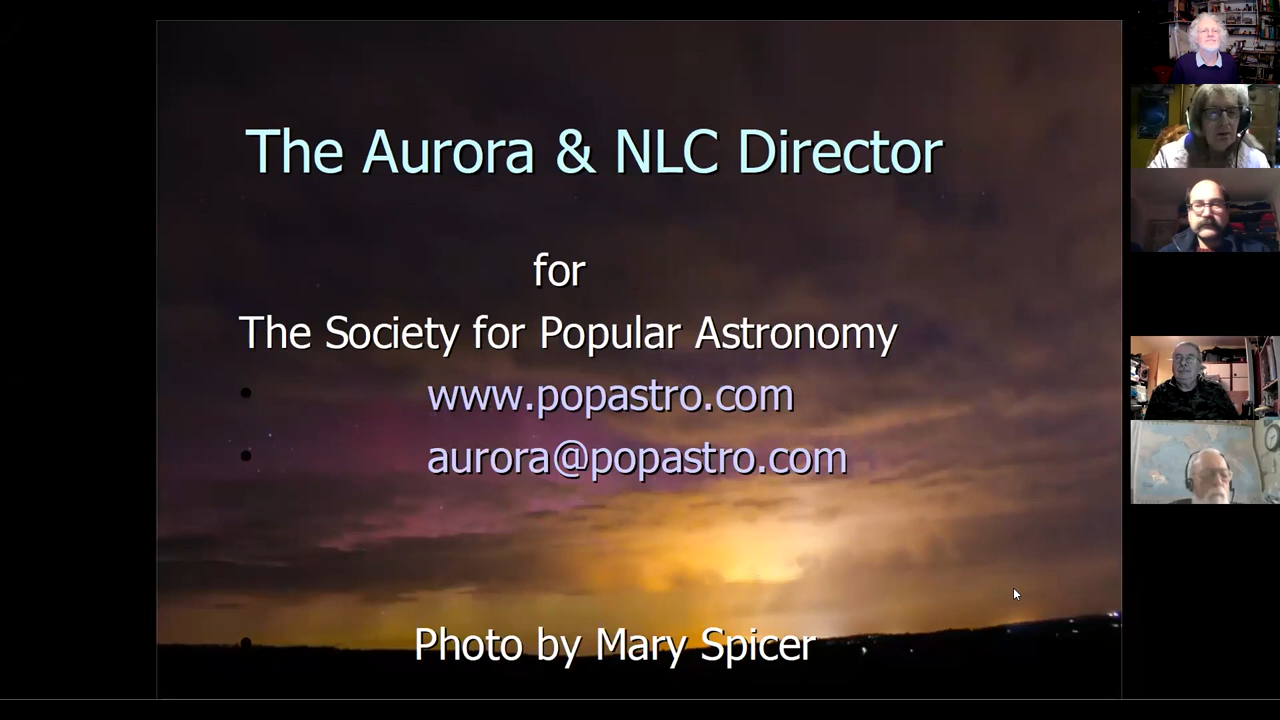 The Aurora & NLC Director
for
The Society for Popular Astronomy
www.popastro.com
aurora@popastro.com
Photo by Mary Spicer